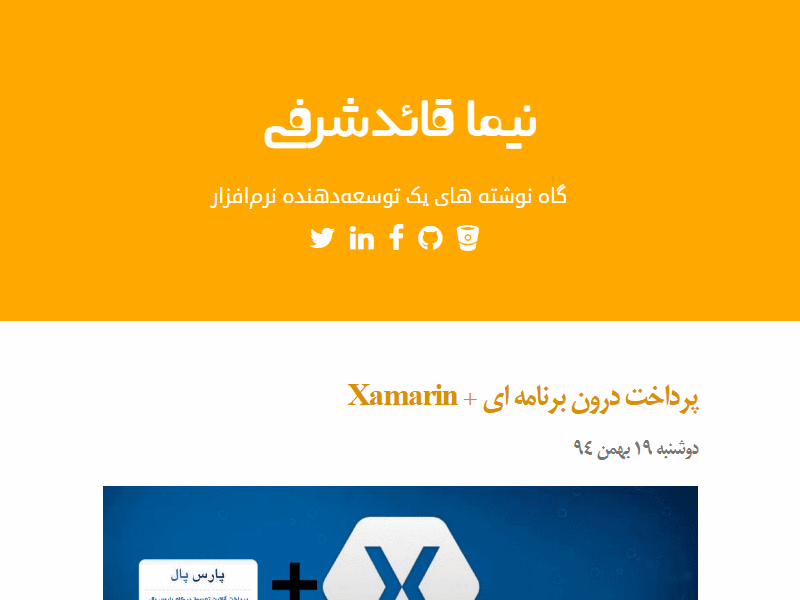 نیما قائدشرفی
گاه نوشته های یک توسعه‌دهنده نرم‌افزار
پرداخت درون برنامه ای + Xamarin
دوشنبه ۱۹ بهمن ۹٤
پارس پال